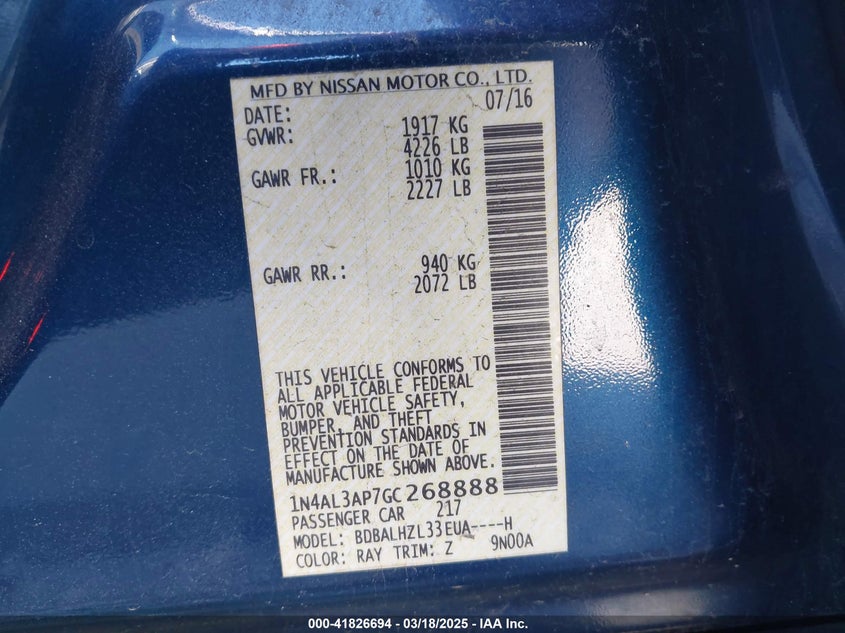 MFD BY NISSAN MOTOR CO., LTD.
DATE: 07/16
GVWR: 1917 KG
4226 LB
GAWR FR.: 1010 KG
2227 LB
GAWR RR.: 940 KG
2072 LB
THIS VEHICLE CONFORMS TO
ALL APPLICABLE FEDERAL
MOTOR VEHICLE SAFETY,
BUMPER, AND THEFT
PREVENTION STANDARDS IN
EFFECT ON THE DATE OF
MANUFACTURE SHOWN ABOVE.
1N4AL3AP7GC268888
PASSENGER CAR 217
MODEL: BDBALHZL33EUA----H
COLOR: RAY TRIM: Z 9N00A
000-41826694 - 03/18/2025 - IAA Inc.